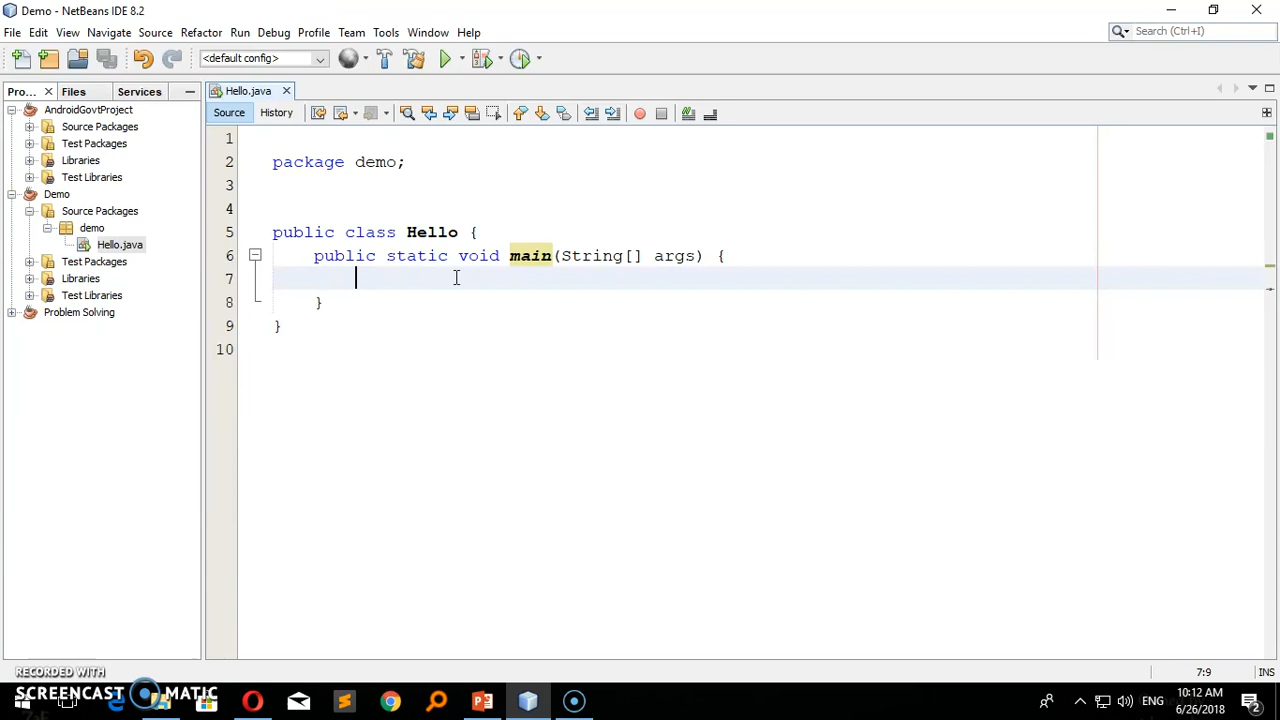 Demo - NetBeans IDE 8.2
File Edit View Navigate Source Refactor Run Debug Profile Team Tools Window Help
Search (Ctrl+I)
<default config>
Pro... Files Services
Hello.java
Source History
AndroidGovtProject
Source Packages
Test Packages
Libraries
Test Libraries
Demo
Source Packages
demo
Hello.java
Test Packages
Libraries
Test Libraries
Problem Solving
1
2 package demo;
3
4
5 public class Hello {
6 public static void main(String[] args) {
7
8 }
9 }
10
7:9 INS
RECORDED WITH
SCREENCAST MATIC
ENG
10:12 AM
6/26/2018
2